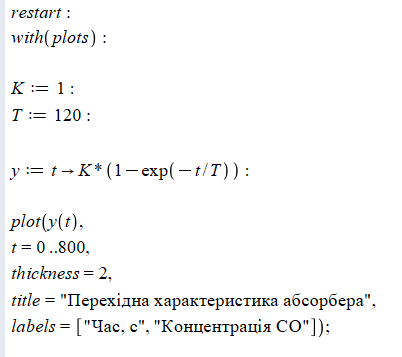 restart :
with(plots) :
K := 1 :
T := 120 :
y := t → K * (1 − exp(− t / T ) ) :
plot(y(t),
t = 0 ..800,
thickness = 2,
title = "Перехідна характеристика абсорбера",
labels = ["Час, с", "Концентрація CO"]);